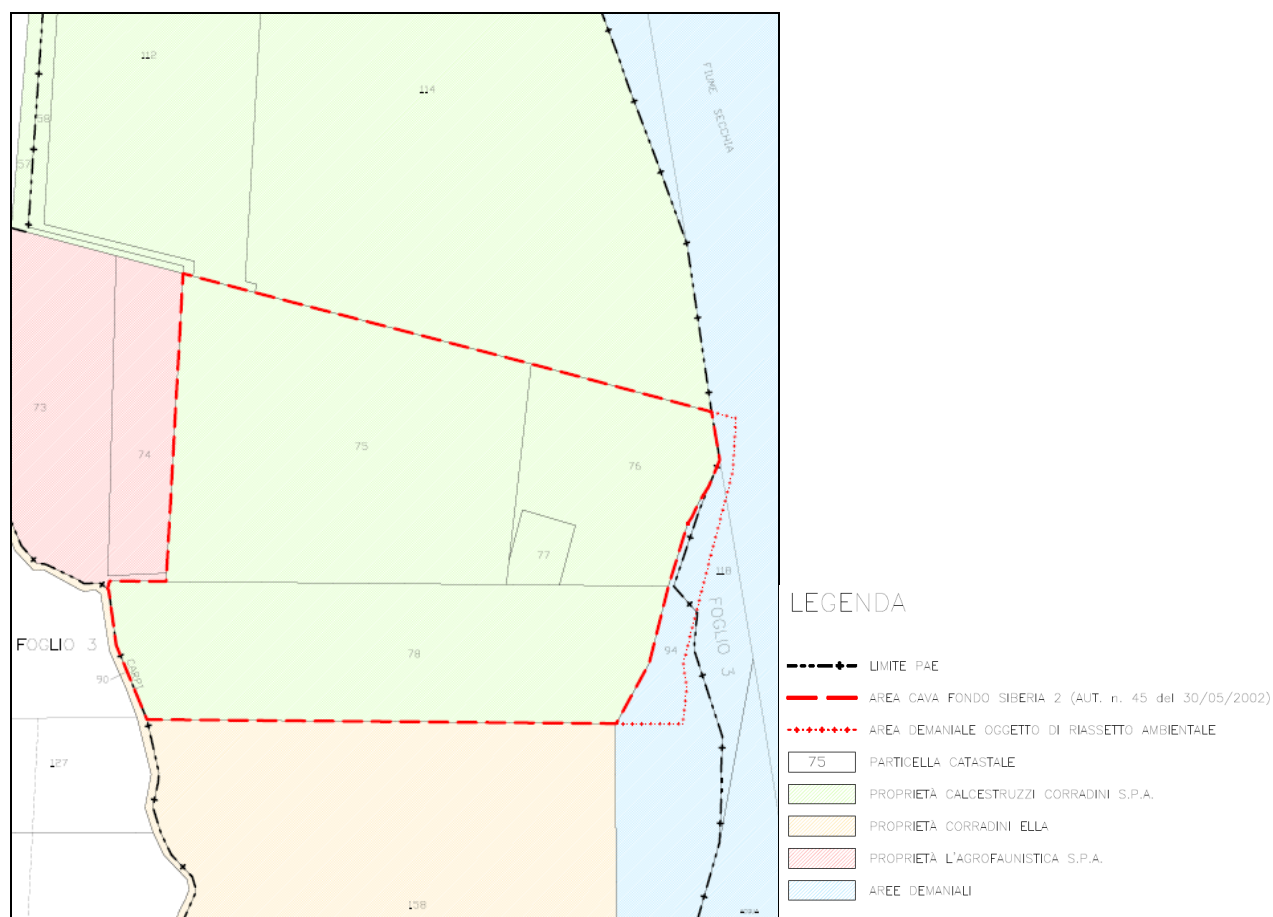 112
114
58
57
FIUME SECCHIA
73
74
75
76
77
118
FOGLIO 3
FOGLIO 3
78
94
90
CARPI
127
158
LEGENDA
LIMITE PAE
AREA CAVA FONDO SIBERIA 2 (AUT. n. 45 del 30/05/2002)
AREA DEMANIALE OGGETTO DI RIASSETTO AMBIENTALE
75 PARTICELLA CATASTALE
PROPRIETÀ CALCESTRUZZI CORRADINI S.P.A.
PROPRIETÀ CORRADINI ELLA
PROPRIETÀ L'AGROFAUNISTICA S.P.A.
AREE DEMANIALI